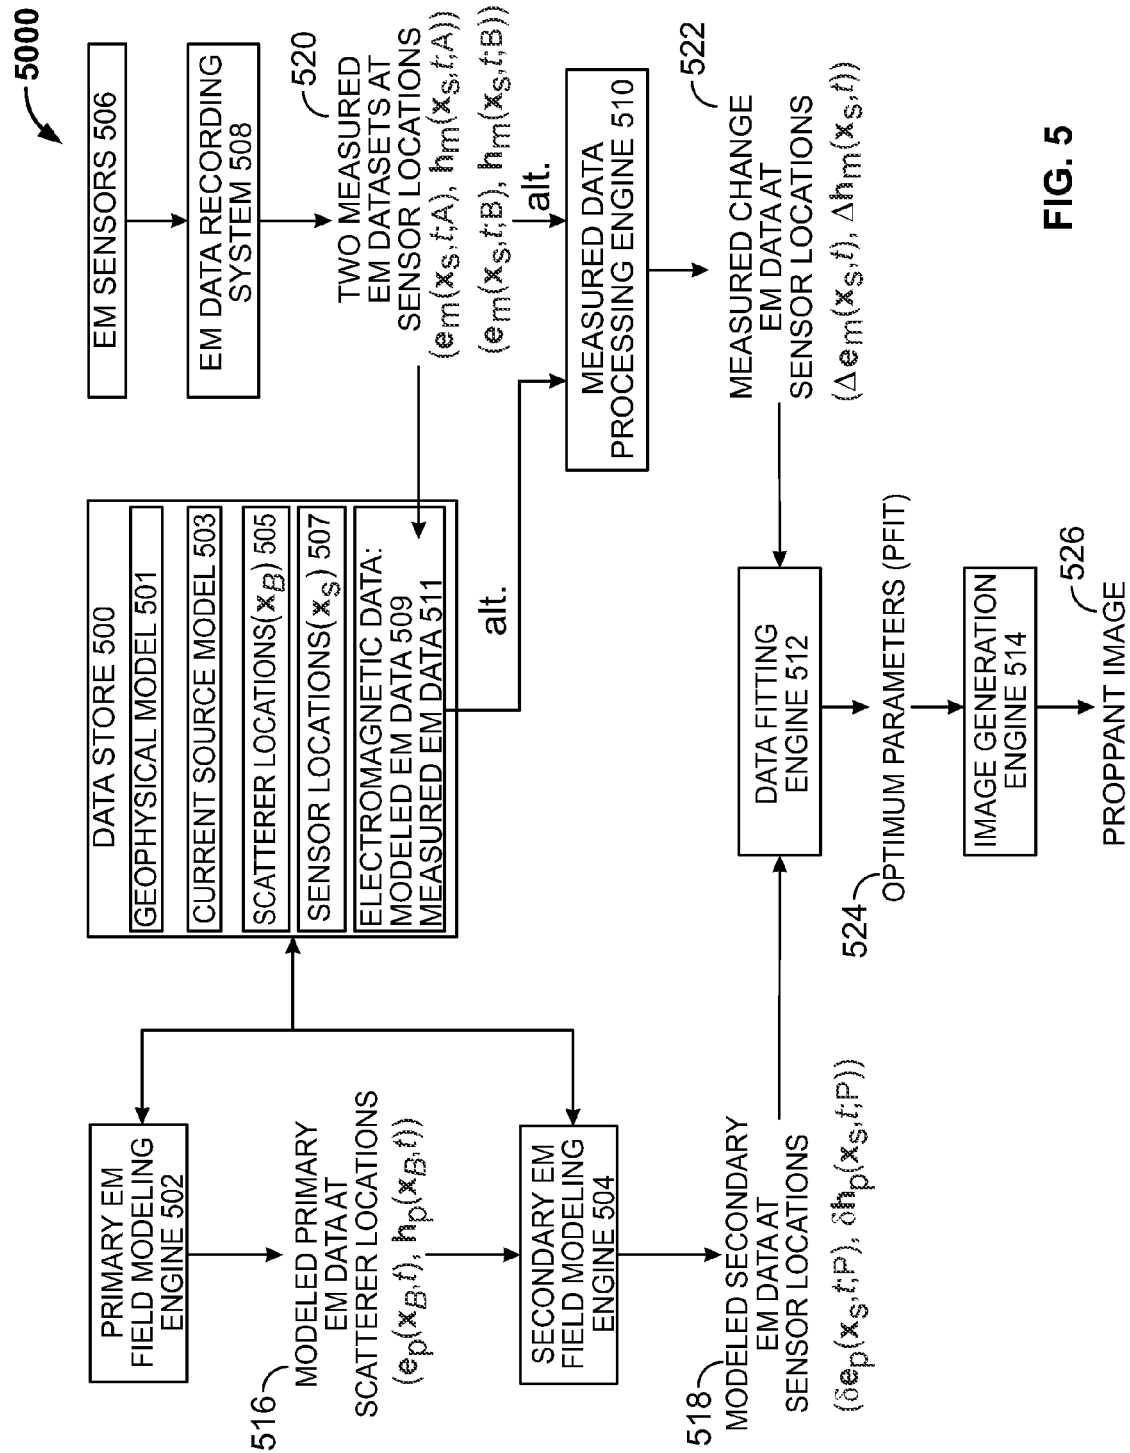 5000
EM SENSORS 506
EM DATA RECORDING
SYSTEM 508
520
TWO MEASURED
EM DATASETS AT
SENSOR LOCATIONS
(em(xS,t;A), hm(xS,t;A))
(em(xS,t;B), hm(xS,t;B))
alt.
MEASURED DATA
PROCESSING ENGINE 510
522
MEASURED CHANGE
EM DATA AT
SENSOR LOCATIONS
(Δem(xS,t), Δhm(xS,t))
DATA STORE 500
GEOPHYSICAL MODEL 501
CURRENT SOURCE MODEL 503
SCATTERER LOCATIONS(xB) 505
SENSOR LOCATIONS(xS) 507
ELECTROMAGNETIC DATA:
MODELED EM DATA 509
MEASURED EM DATA 511
alt.
PRIMARY EM
FIELD MODELING
ENGINE 502
516
MODELED PRIMARY
EM DATA AT
SCATTERER LOCATIONS
(ep(xB,t), hp(xB,t))
SECONDARY EM
FIELD MODELING
ENGINE 504
518
MODELED SECONDARY
EM DATA AT
SENSOR LOCATIONS
(δep(xS,t;P), δhp(xS,t;P))
DATA FITTING
ENGINE 512
524
OPTIMUM PARAMETERS (PFIT)
IMAGE GENERATION
ENGINE 514
526
PROPPANT IMAGE
FIG. 5